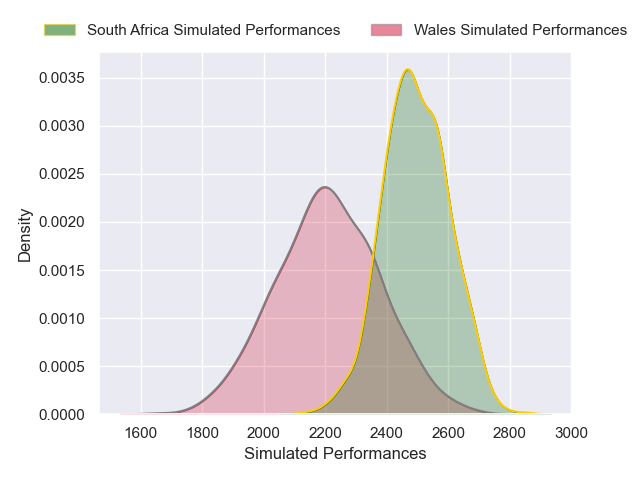 South Africa Simulated Performances
Wales Simulated Performances
0.0035
0.0030
0.0025
0.0020
0.0015
0.0010
0.0005
0.0000
Density
1600 1800 2000 2200 2400 2600 2800 3000
Simulated Performances